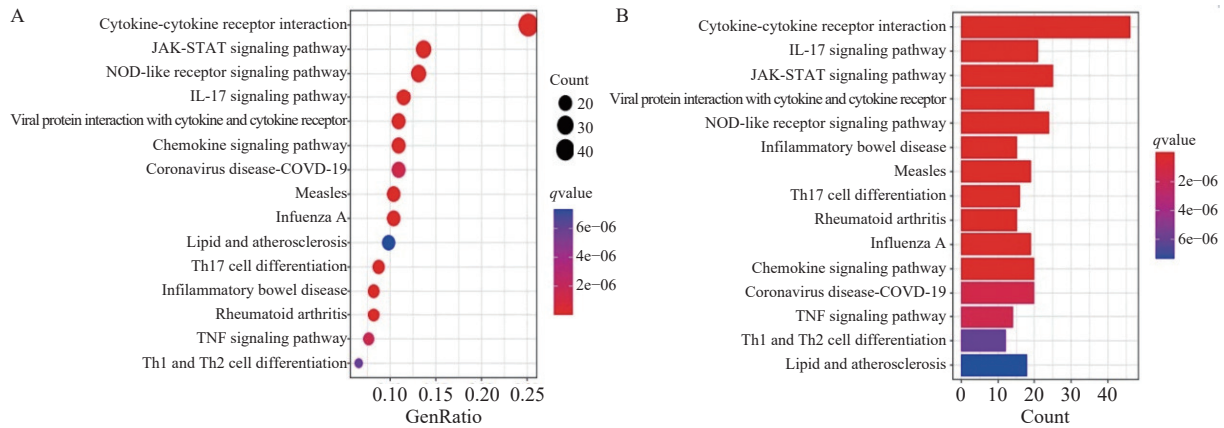 A
Cytokine-cytokine receptor interaction
JAK-STAT signaling pathway
NOD-like receptor signaling pathway
IL-17 signaling pathway
Viral protein interaction with cytokine and cytokine receptor
Chemokine signaling pathway
Coronavirus disease-COVD-19
Measles
Infuenza A
Lipid and atherosclerosis
Th17 cell differentiation
Infilammatory bowel disease
Rheumatoid arthritis
TNF signaling pathway
Th1 and Th2 cell differentiation
0.10 0.15 0.20 0.25
GenRatio
Count
20
30
40
qvalue
6e−06
4e−06
2e−06
B
Cytokine-cytokine receptor interaction
IL-17 signaling pathway
JAK-STAT signaling pathway
Viral protein interaction with cytokine and cytokine receptor
NOD-like receptor signaling pathway
Infilammatory bowel disease
Measles
Th17 cell differentiation
Rheumatoid arthritis
Influenza A
Chemokine signaling pathway
Coronavirus disease-COVD-19
TNF signaling pathway
Th1 and Th2 cell differentiation
Lipid and atherosclerosis
0 10 20 30 40
Count
qvalue
2e−06
4e−06
6e−06